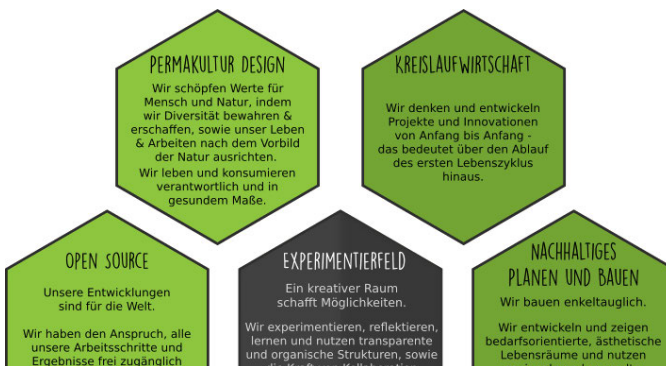 PERMAKULTUR DESIGN
Wir schöpfen Werte für
Mensch und Natur, indem
wir Diversität bewahren &
erschaffen, sowie unser Leben
& Arbeiten nach dem Vorbild
der Natur ausrichten.
Wir leben und konsumieren
verantwortlich und in
gesundem Maße.
KREISLAUFWIRTSCHAFT
Wir denken und entwickeln
Projekte und Innovationen
von Anfang bis Anfang -
das bedeutet über den Ablauf
des ersten Lebenszyklus
hinaus.
OPEN SOURCE
Unsere Entwicklungen
sind für die Welt.
Wir haben den Anspruch, alle
unsere Arbeitsschritte und
Ergebnisse frei zugänglich
EXPERIMENTIERFELD
Ein kreativer Raum
schafft Möglichkeiten.
Wir experimentieren, reflektieren,
lernen und nutzen transparente
und organische Strukturen, sowie
NACHHALTIGES
PLANEN UND BAUEN
Wir bauen enkeltauglich.
Wir entwickeln und zeigen
bedarfsorientierte, ästhetische
Lebensräume und nutzen